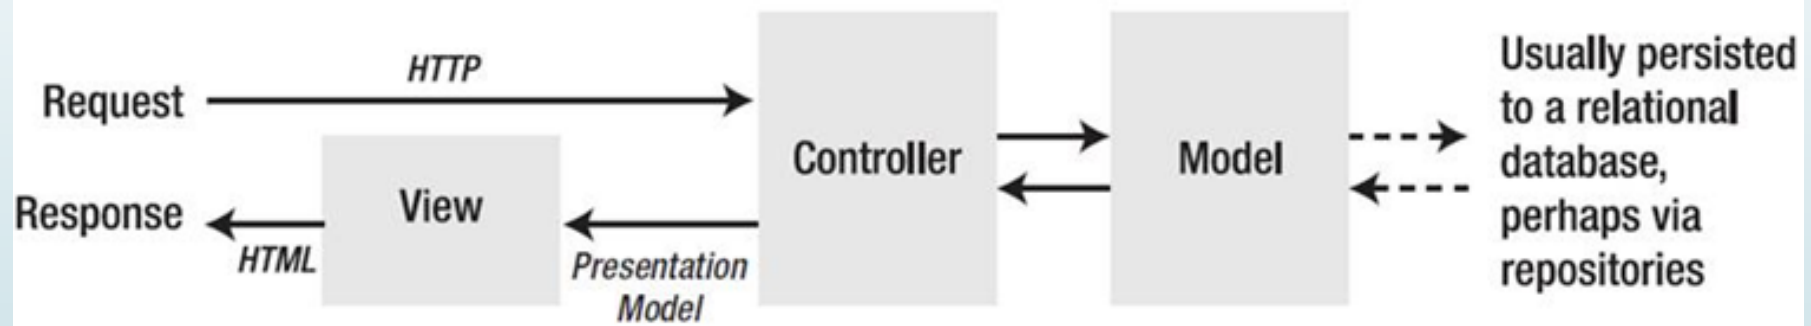 HTTP
Request
Response
HTML
View
Presentation
Model
Controller
Model
Usually persisted
to a relational
database,
perhaps via
repositories